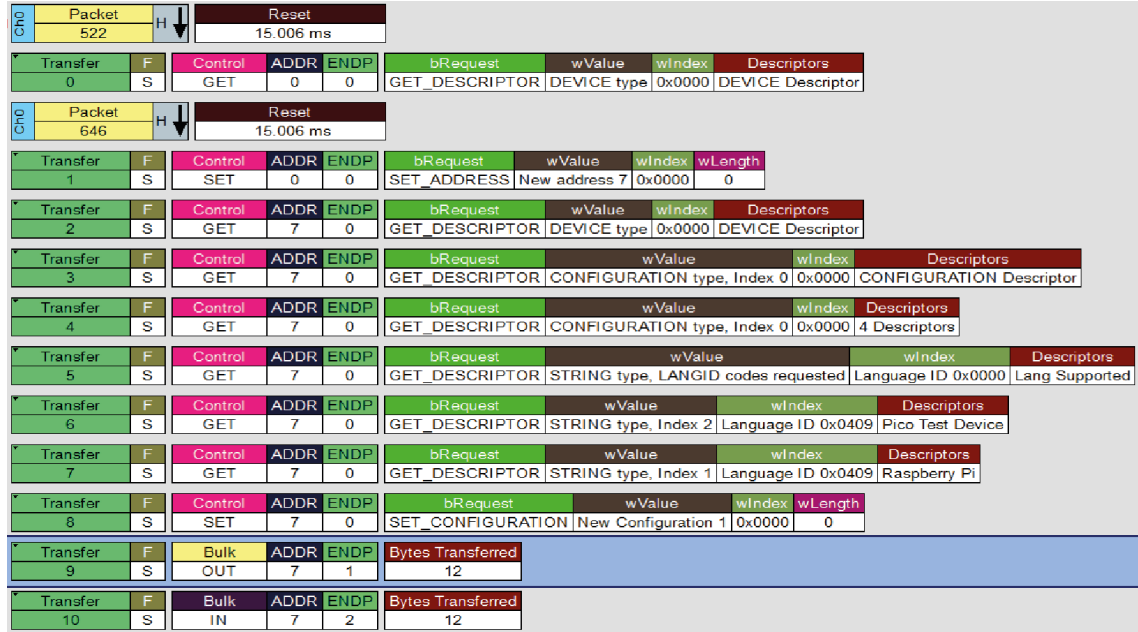 Ch0 Packet H Reset
522 15.006 ms
Transfer F Control ADDR ENDP bRequest wValue wIndex Descriptors
0 S GET 0 0 GET_DESCRIPTOR DEVICE type 0x0000 DEVICE Descriptor
Ch0 Packet H Reset
646 15.006 ms
Transfer F Control ADDR ENDP bRequest wValue wIndex wLength
1 S SET 0 0 SET_ADDRESS New address 7 0x0000 0
Transfer F Control ADDR ENDP bRequest wValue wIndex Descriptors
2 S GET 7 0 GET_DESCRIPTOR DEVICE type 0x0000 DEVICE Descriptor
Transfer F Control ADDR ENDP bRequest wValue wIndex Descriptors
3 S GET 7 0 GET_DESCRIPTOR CONFIGURATION type, Index 0 0x0000 CONFIGURATION Descriptor
Transfer F Control ADDR ENDP bRequest wValue wIndex Descriptors
4 S GET 7 0 GET_DESCRIPTOR CONFIGURATION type, Index 0 0x0000 4 Descriptors
Transfer F Control ADDR ENDP bRequest wValue wIndex Descriptors
5 S GET 7 0 GET_DESCRIPTOR STRING type, LANGID codes requested Language ID 0x0000 Lang Supported
Transfer F Control ADDR ENDP bRequest wValue wIndex Descriptors
6 S GET 7 0 GET_DESCRIPTOR STRING type, Index 2 Language ID 0x0409 Pico Test Device
Transfer F Control ADDR ENDP bRequest wValue wIndex Descriptors
7 S GET 7 0 GET_DESCRIPTOR STRING type, Index 1 Language ID 0x0409 Raspberry Pi
Transfer F Control ADDR ENDP bRequest wValue wIndex wLength
8 S SET 7 0 SET_CONFIGURATION New Configuration 1 0x0000 0
Transfer F Bulk ADDR ENDP Bytes Transferred
9 S OUT 7 1 12
Transfer F Bulk ADDR ENDP Bytes Transferred
10 S IN 7 2 12